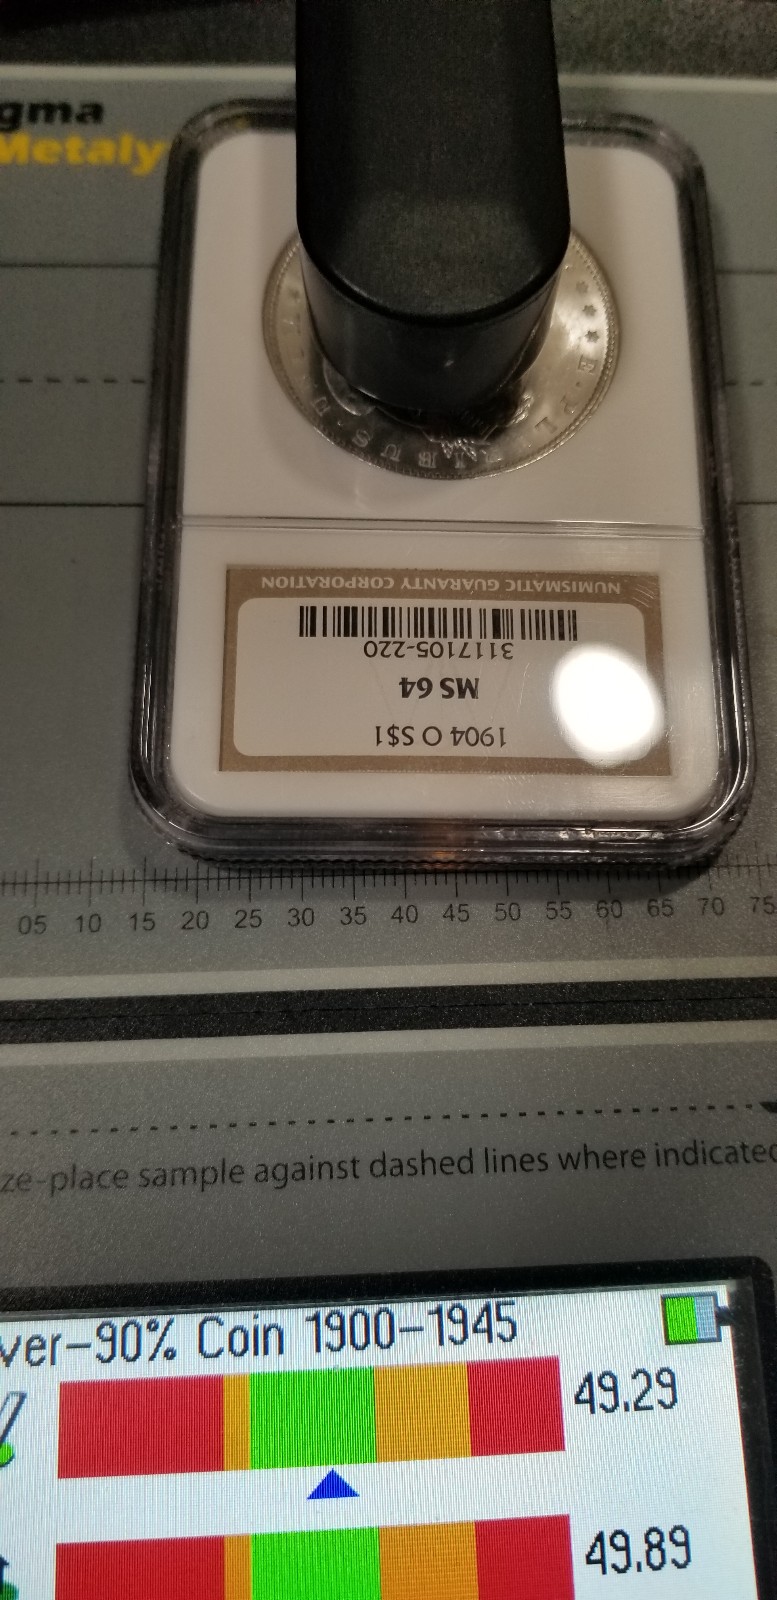 gma
Metaly
E·PLURIBUS·UN
NUMISMATIC GUARANTY CORPORATION
3117105-220
MS 64
1904 O S$1
05 10 15 20 25 30 35 40 45 50 55 60 65 70 75
ze-place sample against dashed lines where indicated
ver-90% Coin 1900-1945
49.29
49.89